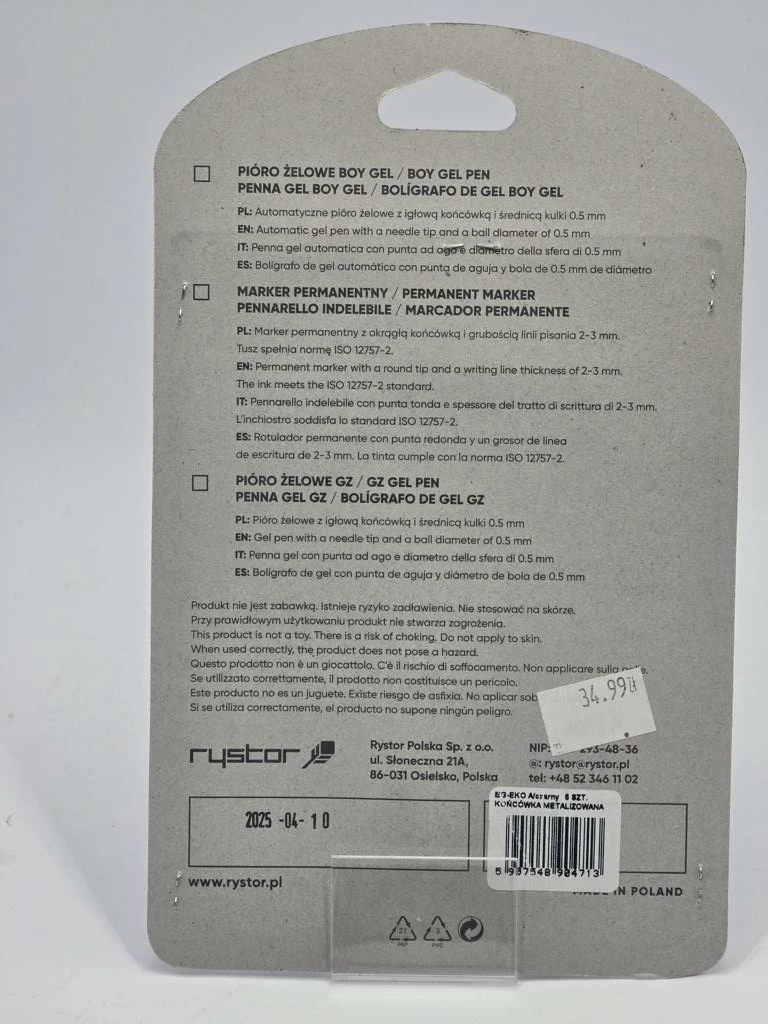 PIÓRO ŻELOWE BOY GEL / BOY GEL PEN
PENNA GEL BOY GEL / BOLÍGRAFO DE GEL BOY GEL
PL: Automatyczne pióro żelowe z igłową końcówką i średnicą kulki 0.5 mm
EN: Automatic gel pen with a needle tip and a ball diameter of 0.5 mm
IT: Penna gel automatica con punta ad ago e diametro della sfera di 0.5 mm
ES: Bolígrafo de gel automático con punta de aguja y bola de 0.5 mm de diámetro
MARKER PERMANENTNY / PERMANENT MARKER
PENNARELLO INDELEBILE / MARCADOR PERMANENTE
PL: Marker permanentny z okrągłą końcówką i grubością linii pisania 2-3 mm.
Tusz spełnia normę ISO 12757-2.
EN: Permanent marker with a round tip and a writing line thickness of 2-3 mm.
The ink meets the ISO 12757-2 standard.
IT: Pennarello indelebile con punta tonda e spessore del tratto di scrittura di 2-3 mm.
L'inchiostro soddisfa lo standard ISO 12757-2.
ES: Rotulador permanente con punta redonda y un grosor de línea
de escritura de 2-3 mm. La tinta cumple con la norma ISO 12757-2.
PIÓRO ŻELOWE GZ / GZ GEL PEN
PENNA GEL GZ / BOLÍGRAFO DE GEL GZ
PL: Pióro żelowe z igłową końcówką i średnicą kulki 0.5 mm
EN: Gel pen with a needle tip and a ball diameter of 0.5 mm
IT: Penna gel con punta ad ago e diametro della sfera di 0.5 mm
ES: Bolígrafo de gel con punta de aguja y diámetro de bola de 0.5 mm
Produkt nie jest zabawką. Istnieje ryzyko zadławienia. Nie stosować na skórze.
Przy prawidłowym użytkowaniu produkt nie stwarza zagrożenia.
This product is not a toy. There is a risk of choking. Do not apply to skin.
When used correctly, the product does not pose a hazard.
Questo prodotto non è un giocattolo. C'è il rischio di soffocamento. Non applicare sulla
Se utilizzato correttamente, il prodotto non costituisce un pericolo.
Este producto no es un juguete. Existe riesgo de asfixia. No aplicar
Si se utiliza correctamente, el producto no supone ningún peligro.
34.99zł
rystor
Rystor Polska Sp. z o.o.
ul. Słoneczna 21A,
86-031 Osielsko, Polska
NIP: 293-48-36
@: rystor@rystor.pl
tel: +48 52 346 11 02
2025 -04- 10
EG-EKO A/czarny 6 SZT.
KOŃCÓWKA METALIZOWANA
5 907548 904713
www.rystor.pl
IN POLAND
21
PAP
3
PVC